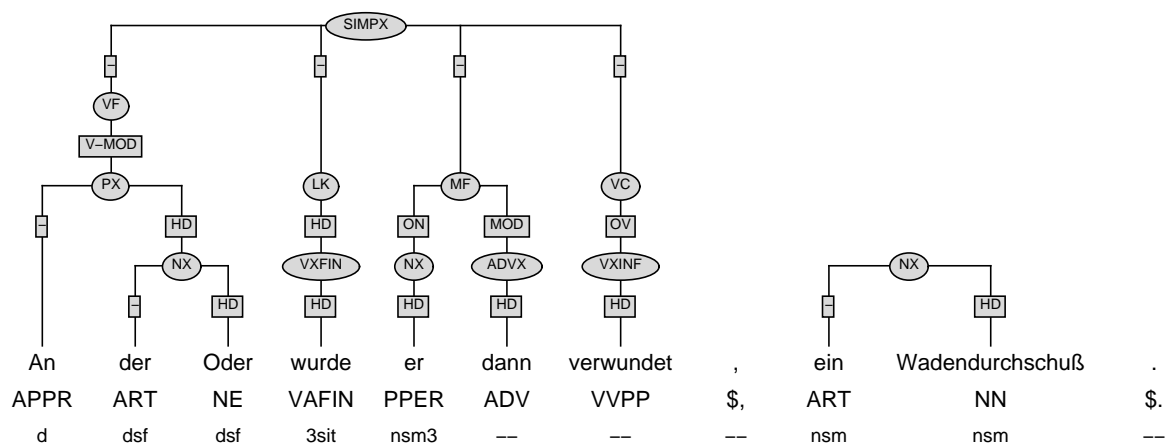 SIMPX
– – – –
VF
V–MOD
PX LK MF VC
– HD HD ON MOD OV
NX VXFIN NX ADVX VXINF NX
– HD HD HD HD HD – HD
An der Oder wurde er dann verwundet , ein Wadendurchschuß .
APPR ART NE VAFIN PPER ADV VVPP $, ART NN $.
d dsf dsf 3sit nsm3 –– –– –– nsm nsm ––